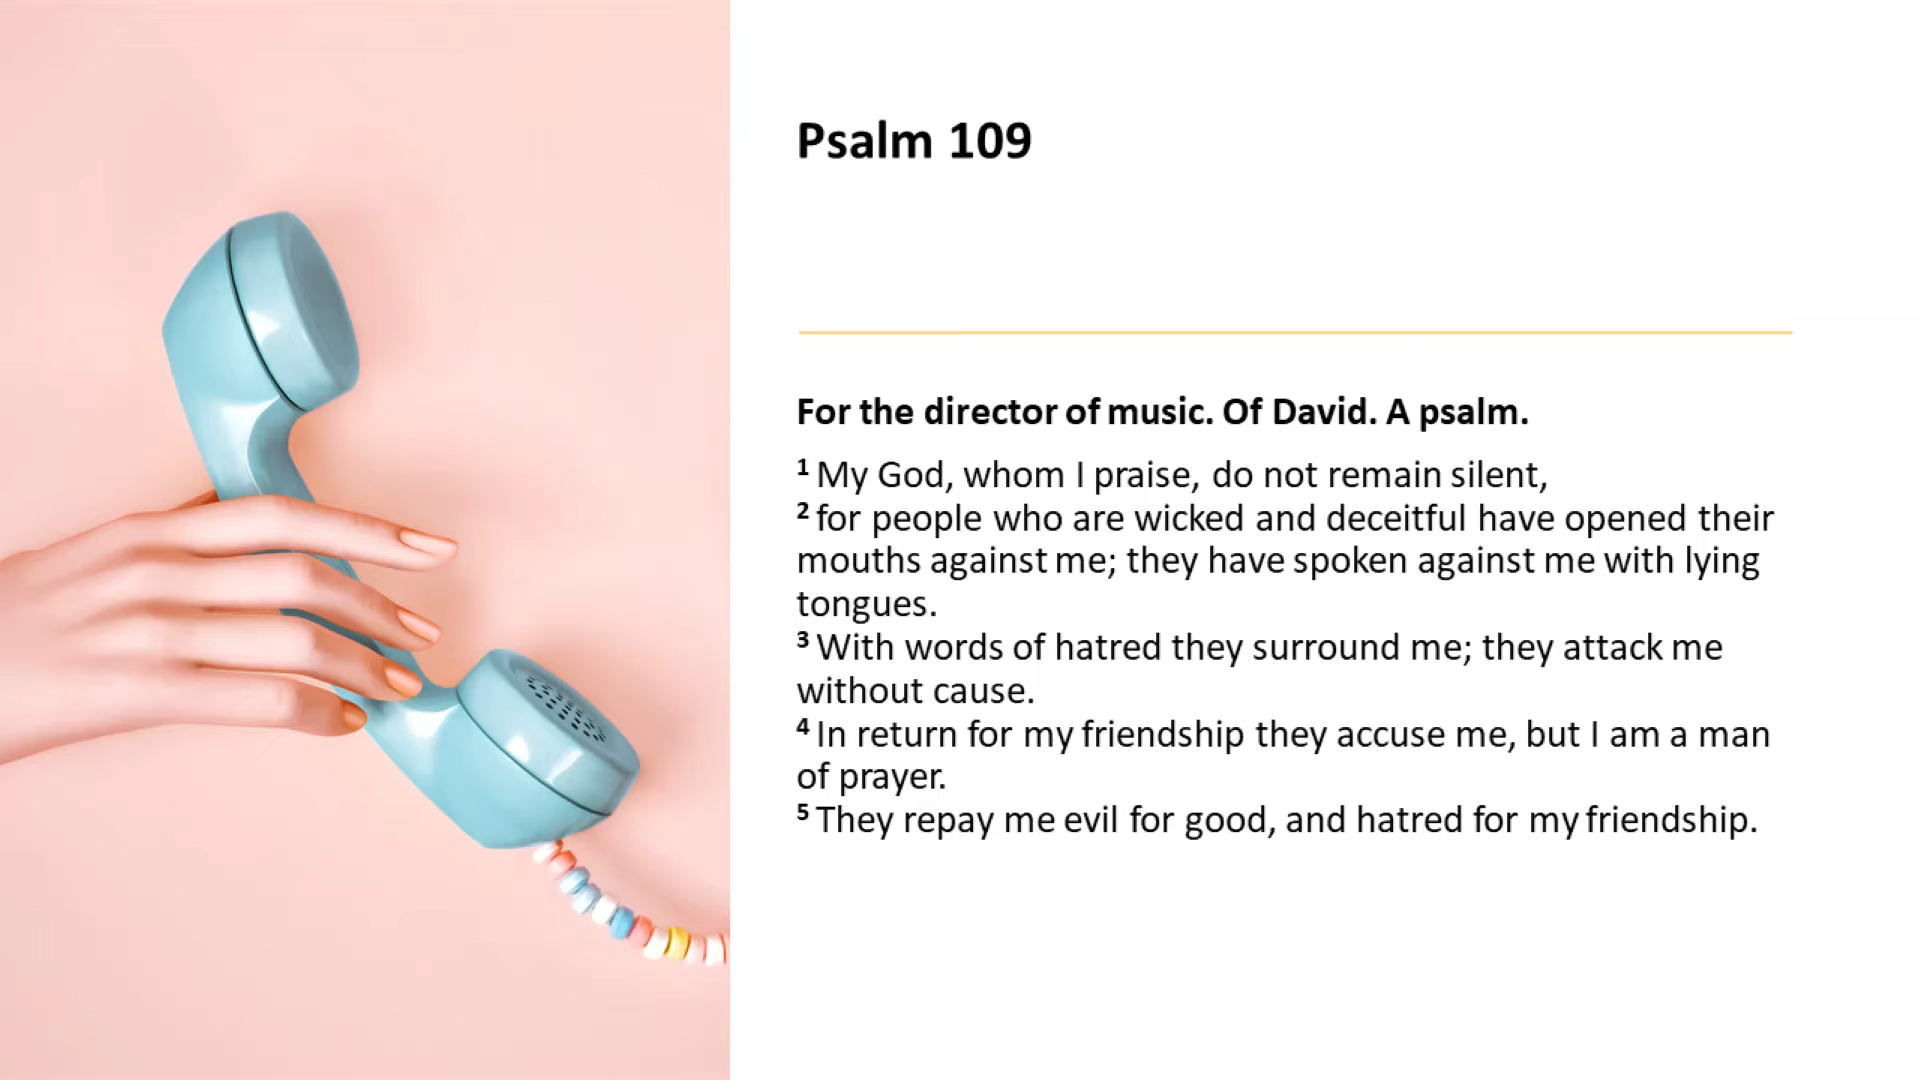 Psalm 109
For the director of music. Of David. A psalm.
1 My God, whom I praise, do not remain silent,
2 for people who are wicked and deceitful have opened their
mouths against me; they have spoken against me with lying
tongues.
3 With words of hatred they surround me; they attack me
without cause.
4 In return for my friendship they accuse me, but I am a man
of prayer.
5 They repay me evil for good, and hatred for my friendship.